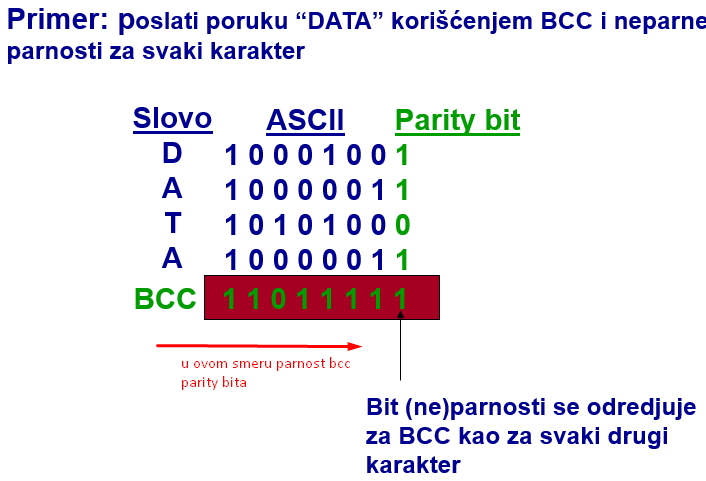 Primer: poslati poruku “DATA” korišćenjem BCC i neparne
parnosti za svaki karakter
Slovo ASCII Parity bit
D 1 0 0 0 1 0 0 1
A 1 0 0 0 0 0 1 1
T 1 0 1 0 1 0 0 0
A 1 0 0 0 0 0 1 1
BCC 1 1 0 1 1 1 1 1
u ovom smeru parnost bcc
parity bita
Bit (ne)parnosti se odredjuje
za BCC kao za svaki drugi
karakter